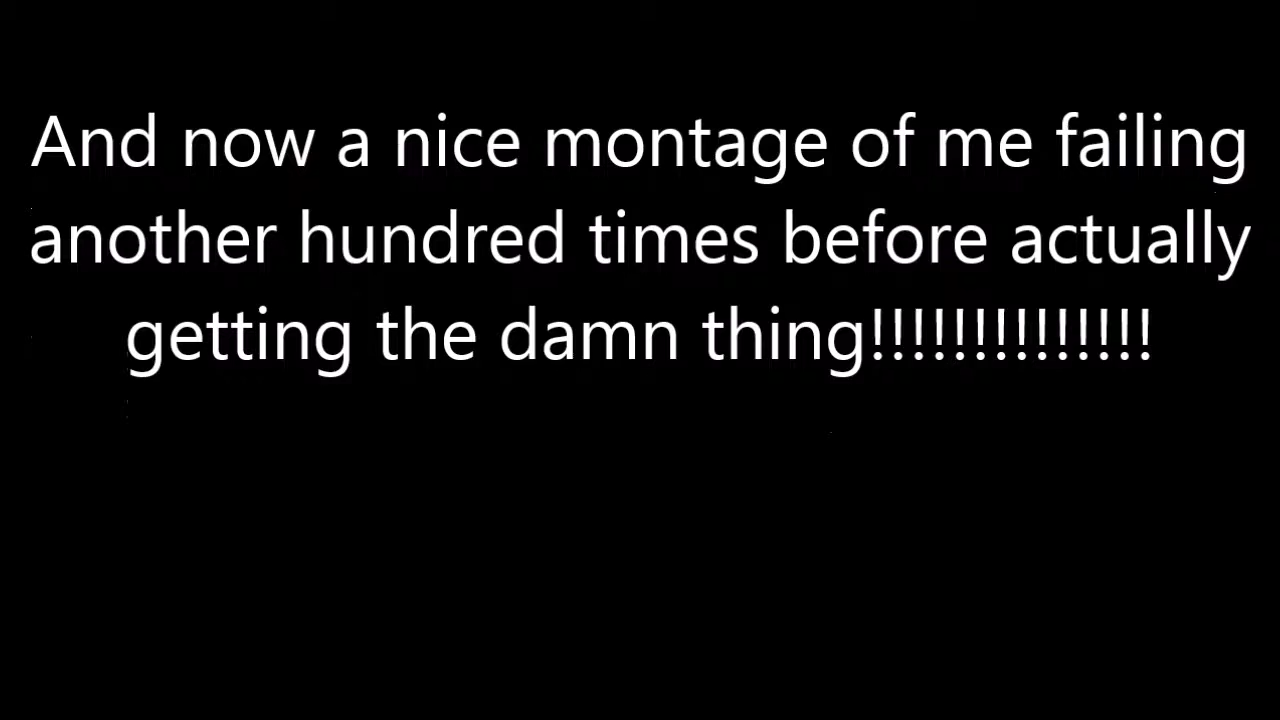 And now a nice montage of me failing
another hundred times before actually
getting the damn thing!!!!!!!!!!!!!!